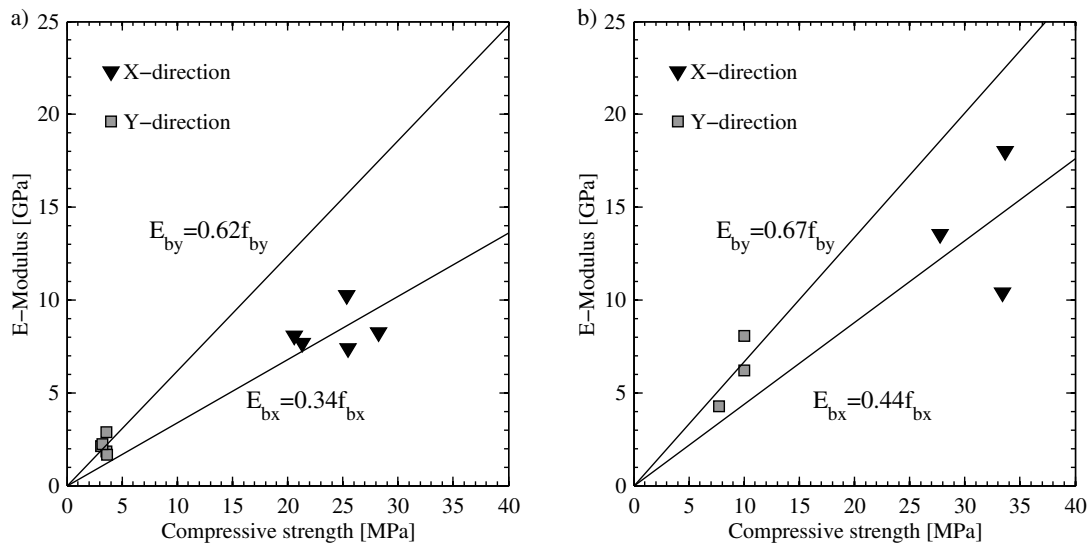 a)
25
20
15
10
5
0
E−Modulus [GPa]
X−direction
Y−direction
E_by=0.62f_by
E_bx=0.34f_bx
0 5 10 15 20 25 30 35 40
Compressive strength [MPa]
b)
25
20
15
10
5
0
E−Modulus [GPa]
X−direction
Y−direction
E_by=0.67f_by
E_bx=0.44f_bx
0 5 10 15 20 25 30 35 40
Compressive strength [MPa]